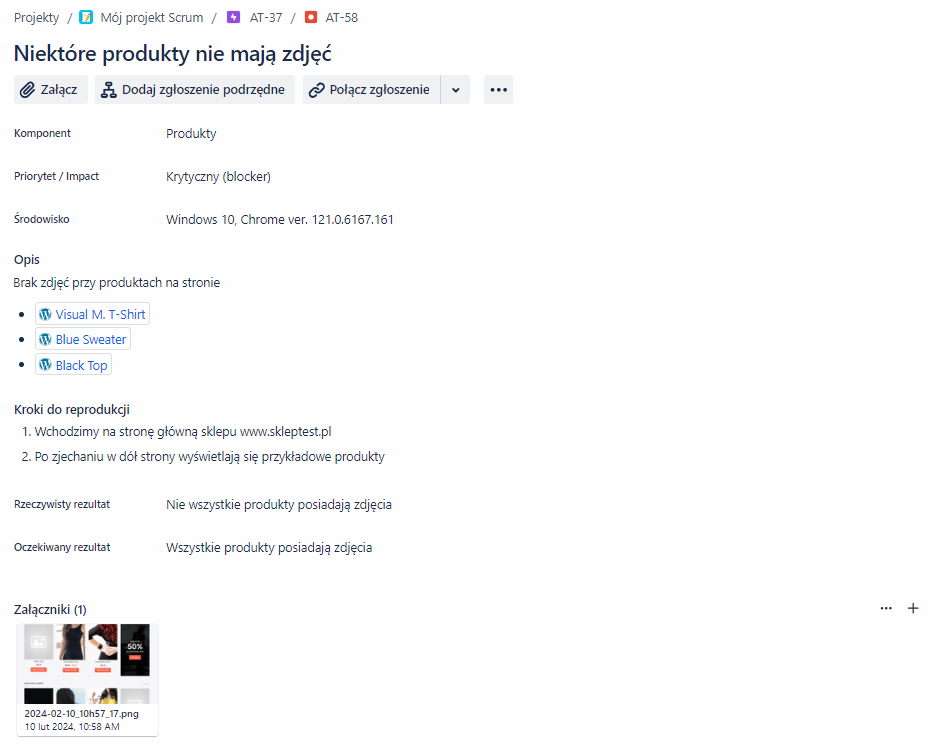 Projekty / Mój projekt Scrum / AT-37 / AT-58
Niektóre produkty nie mają zdjęć
Załącz Dodaj zgłoszenie podrzędne Połącz zgłoszenie
Komponent Produkty
Priorytet / Impact Krytyczny (blocker)
Środowisko Windows 10, Chrome ver. 121.0.6167.161
Opis
Brak zdjęć przy produktach na stronie
Visual M. T-Shirt
Blue Sweater
Black Top
Kroki do reprodukcji
1. Wchodzimy na stronę główną sklepu www.skleptest.pl
2. Po zjechaniu w dół strony wyświetlają się przykładowe produkty
Rzeczywisty rezultat Nie wszystkie produkty posiadają zdjęcia
Oczekiwany rezultat Wszystkie produkty posiadają zdjęcia
Załączniki (1)
50%
2024-02-10_10h57_17.png
10 lut 2024, 10:58 AM